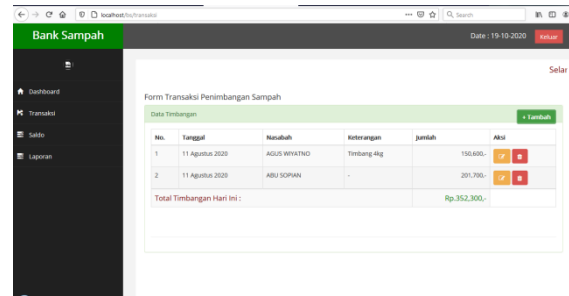 localhost/bs/transaksi
Search
Bank Sampah
Date : 19-10-2020
Keluar
Selar
Dashboard
Transaksi
Saldo
Laporan
Form Transaksi Penimbangan Sampah
Data Timbangan
+ Tambah
No. Tanggal Nasabah Keterangan Jumlah Aksi
1 11 Agustus 2020 AGUS WIYATNO Timbang 4kg 150,600,-
2 11 Agustus 2020 ABU SOPIAN - 201,700,-
Total Timbangan Hari Ini : Rp.352,300,-